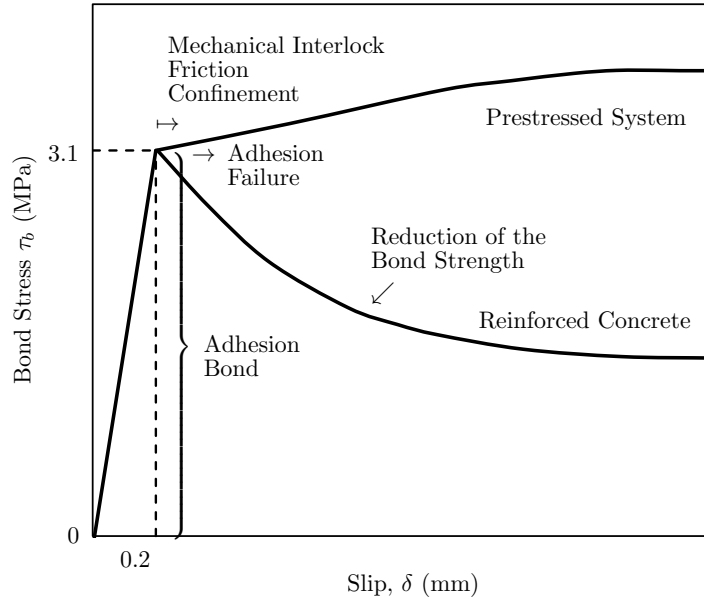 Mechanical Interlock
Friction
Confinement
↦
Prestressed System
3.1
→ Adhesion
Failure
Reduction of the
Bond Strength
↙
Reinforced Concrete
Adhesion
Bond
Bond Stress τ_b (MPa)
0
0.2
Slip, δ (mm)